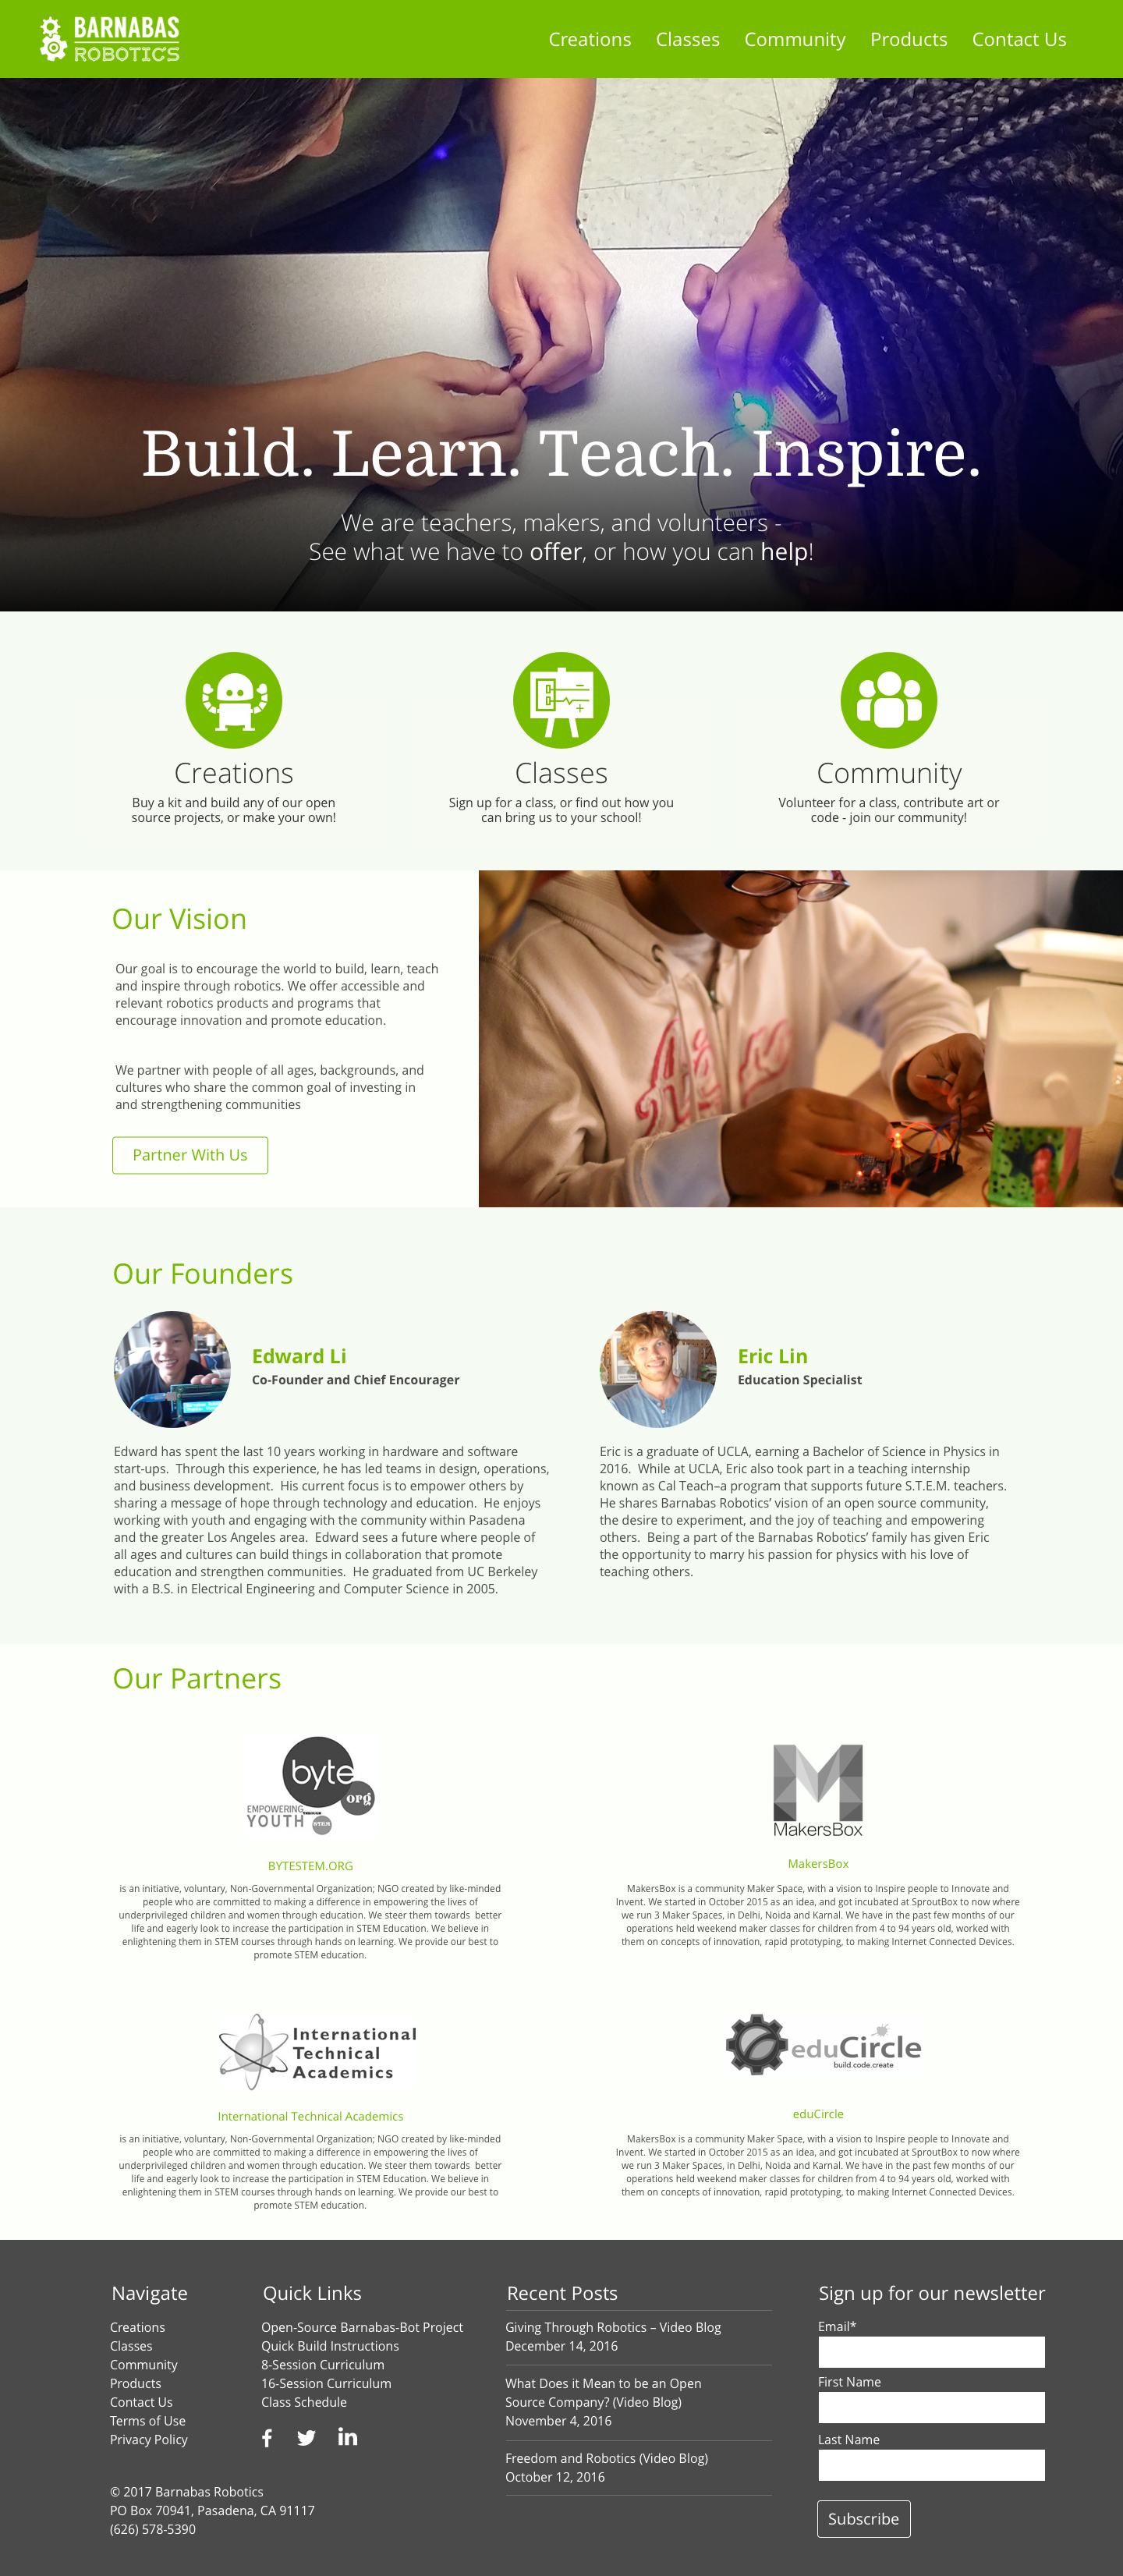 BARNABAS
ROBOTICS
Creations Classes Community Products Contact Us
Build. Learn. Teach. Inspire.
We are teachers, makers, and volunteers -
See what we have to offer, or how you can help!
Creations
Buy a kit and build any of our open
source projects, or make your own!
Classes
Sign up for a class, or find out how you
can bring us to your school!
Community
Volunteer for a class, contribute art or
code - join our community!
Our Vision
Our goal is to encourage the world to build, learn, teach
and inspire through robotics. We offer accessible and
relevant robotics products and programs that
encourage innovation and promote education.
We partner with people of all ages, backgrounds, and
cultures who share the common goal of investing in
and strengthening communities
Partner With Us
Our Founders
Edward Li
Co-Founder and Chief Encourager
Edward has spent the last 10 years working in hardware and software
start-ups.  Through this experience, he has led teams in design, operations,
and business development.  His current focus is to empower others by
sharing a message of hope through technology and education.  He enjoys
working with youth and engaging with the community within Pasadena
and the greater Los Angeles area.  Edward sees a future where people of
all ages and cultures can build things in collaboration that promote
education and strengthen communities.  He graduated from UC Berkeley
with a B.S. in Electrical Engineering and Computer Science in 2005.
Eric Lin
Education Specialist
Eric is a graduate of UCLA, earning a Bachelor of Science in Physics in
2016.  While at UCLA, Eric also took part in a teaching internship
known as Cal Teach–a program that supports future S.T.E.M. teachers.
He shares Barnabas Robotics’ vision of an open source community,
the desire to experiment, and the joy of teaching and empowering
others.  Being a part of the Barnabas Robotics’ family has given Eric
the opportunity to marry his passion for physics with his love of
teaching others.
Our Partners
byte
org
EMPOWERING
YOUTH
STEM
BYTESTEM.ORG
is an initiative, voluntary, Non-Governmental Organization; NGO created by like-minded
people who are committed to making a difference in empowering the lives of
underprivileged children and women through education. We steer them towards  better
life and eagerly look to increase the participation in STEM Education. We believe in
enlightening them in STEM courses through hands on learning. We provide our best to
promote STEM education.
MakersBox
MakersBox
MakersBox is a community Maker Space, with a vision to Inspire people to Innovate and
Invent. We started in October 2015 as an idea, and got incubated at SproutBox to now where
we run 3 Maker Spaces, in Delhi, Noida and Karnal. We have in the past few months of our
operations held weekend maker classes for children from 4 to 94 years old, worked with
them on concepts of innovation, rapid prototyping, to making Internet Connected Devices.
International
Technical
Academics
International Technical Academics
is an initiative, voluntary, Non-Governmental Organization; NGO created by like-minded
people who are committed to making a difference in empowering the lives of
underprivileged children and women through education. We steer them towards  better
life and eagerly look to increase the participation in STEM Education. We believe in
enlightening them in STEM courses through hands on learning. We provide our best to
promote STEM education.
eduCircle
build.code.create
eduCircle
MakersBox is a community Maker Space, with a vision to Inspire people to Innovate and
Invent. We started in October 2015 as an idea, and got incubated at SproutBox to now where
we run 3 Maker Spaces, in Delhi, Noida and Karnal. We have in the past few months of our
operations held weekend maker classes for children from 4 to 94 years old, worked with
them on concepts of innovation, rapid prototyping, to making Internet Connected Devices.
Navigate
Creations
Classes
Community
Products
Contact Us
Terms of Use
Privacy Policy
Quick Links
Open-Source Barnabas-Bot Project
Quick Build Instructions
8-Session Curriculum
16-Session Curriculum
Class Schedule
© 2017 Barnabas Robotics
PO Box 70941, Pasadena, CA 91117
(626) 578-5390
Recent Posts
Giving Through Robotics – Video Blog
December 14, 2016
What Does it Mean to be an Open
Source Company? (Video Blog)
November 4, 2016
Freedom and Robotics (Video Blog)
October 12, 2016
Sign up for our newsletter
Email*
First Name
Last Name
Subscribe